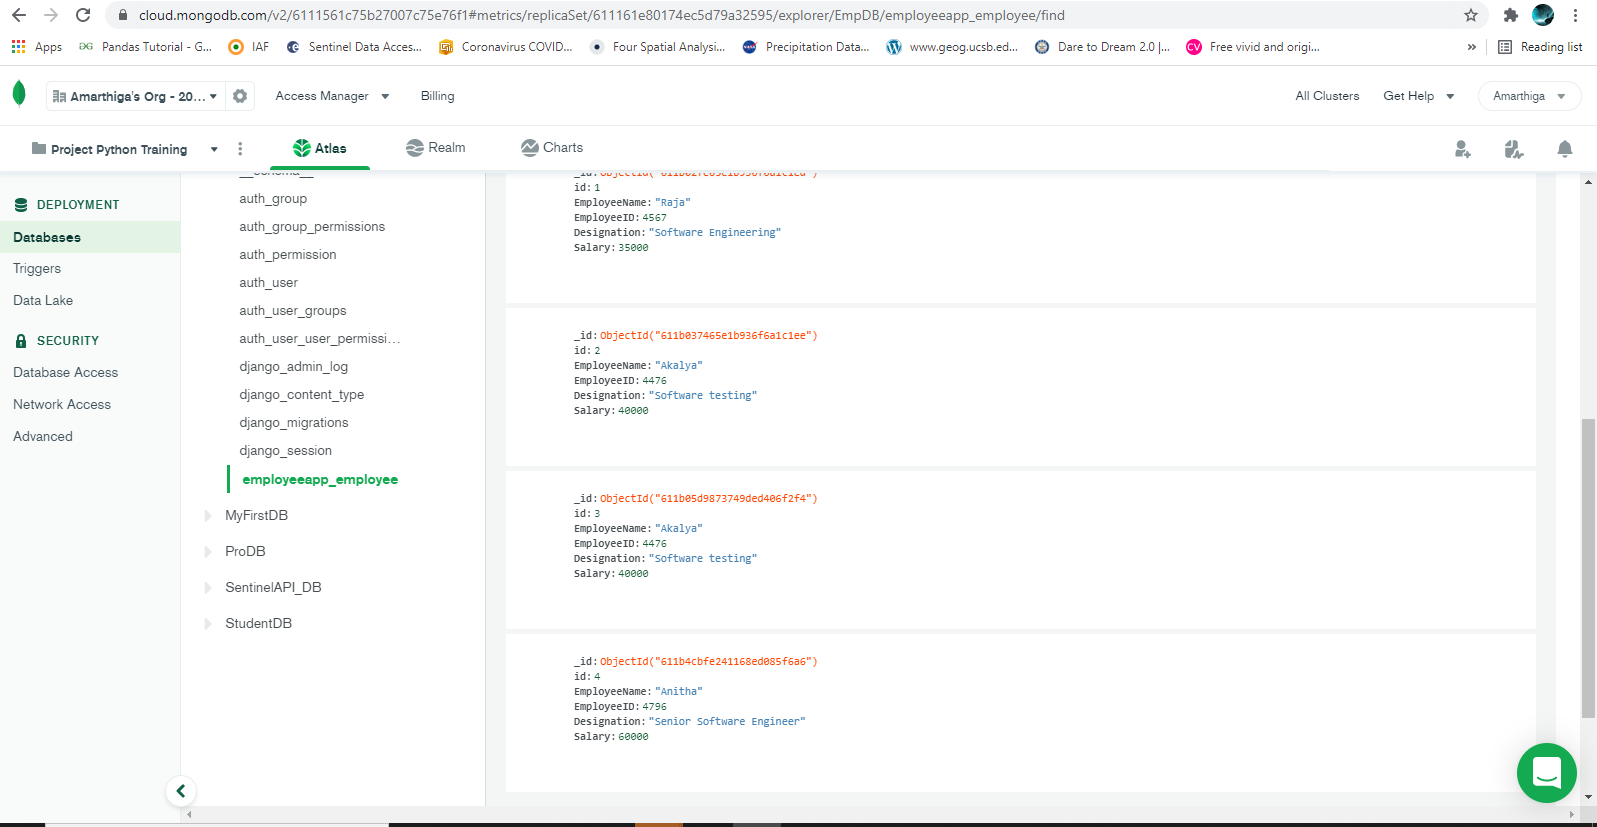 cloud.mongodb.com/v2/6111561c75b27007c75e76f1#metrics/replicaSet/611161e80174ec5d79a32595/explorer/EmpDB/employeeapp_employee/find
Apps Pandas Tutorial - G... IAF Sentinel Data Acces... Coronavirus COVID... Four Spatial Analysi... Precipitation Data... www.geog.ucsb.ed... Dare to Dream 2.0 |... CV Free vivid and origi... » Reading list
Amarthiga's Org - 20... Access Manager Billing All Clusters Get Help Amarthiga
Project Python Training Atlas Realm Charts
DEPLOYMENT
Databases
Triggers
Data Lake
SECURITY
Database Access
Network Access
Advanced
__schema__
auth_group
auth_group_permissions
auth_permission
auth_user
auth_user_groups
auth_user_user_permissi...
django_admin_log
django_content_type
django_migrations
django_session
employeeapp_employee
MyFirstDB
ProDB
SentinelAPI_DB
StudentDB
id: 1
EmployeeName: "Raja"
EmployeeID: 4567
Designation: "Software Engineering"
Salary: 35000
_id: ObjectId("611b037465e1b936f6a1c1ee")
id: 2
EmployeeName: "Akalya"
EmployeeID: 4476
Designation: "Software testing"
Salary: 40000
_id: ObjectId("611b05d9873749ded406f2f4")
id: 3
EmployeeName: "Akalya"
EmployeeID: 4476
Designation: "Software testing"
Salary: 40000
_id: ObjectId("611b4cbfe241168ed085f6a6")
id: 4
EmployeeName: "Anitha"
EmployeeID: 4796
Designation: "Senior Software Engineer"
Salary: 60000